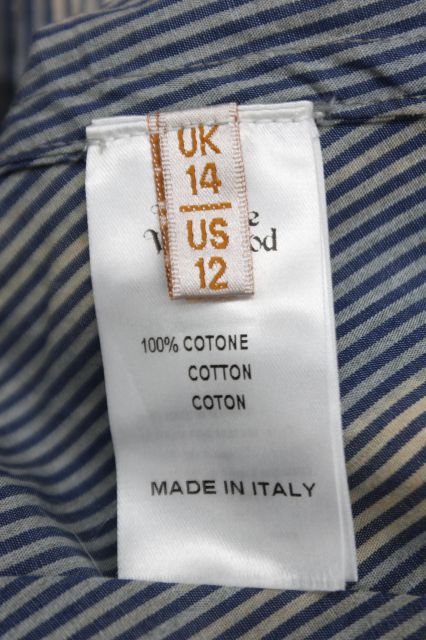 UK
14
US
12
100% COTONE
COTTON
COTON
MADE IN ITALY